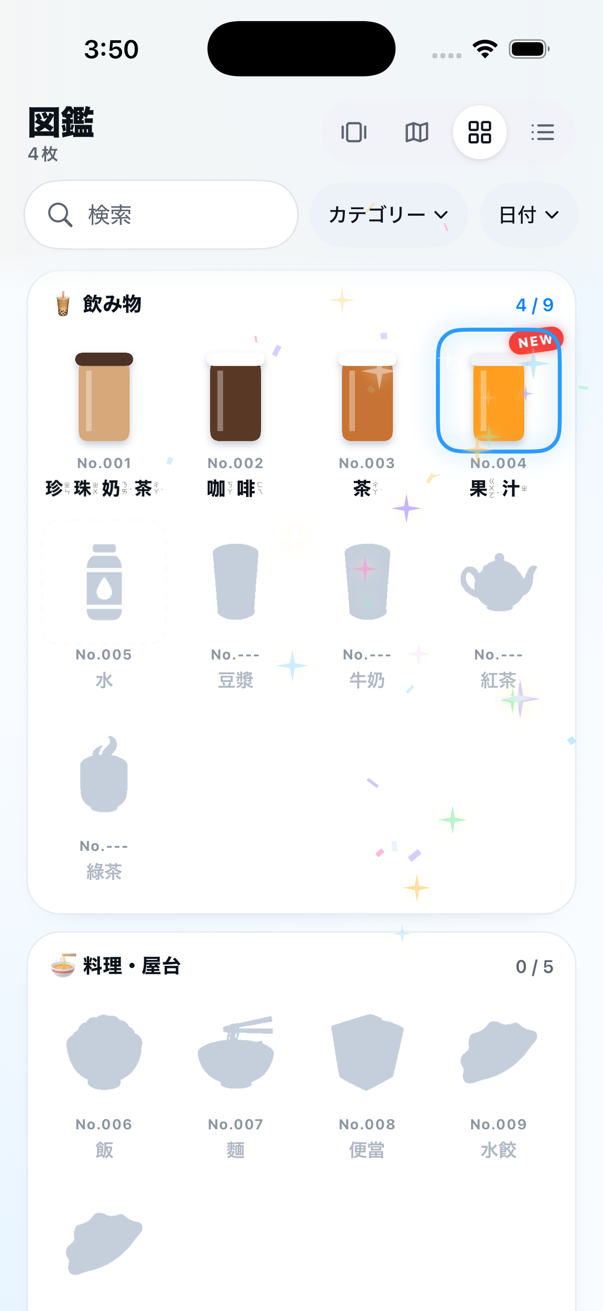 3:50
図鑑
4枚
検索
カテゴリー
日付
飲み物
4 / 9
NEW
No.001
No.002
No.003
No.004
珍珠奶茶
咖啡
茶
果汁
No.005
No.---
No.---
No.---
水
豆漿
牛奶
紅茶
No.---
綠茶
料理・屋台
0 / 5
No.006
No.007
No.008
No.009
飯
麵
便當
水餃